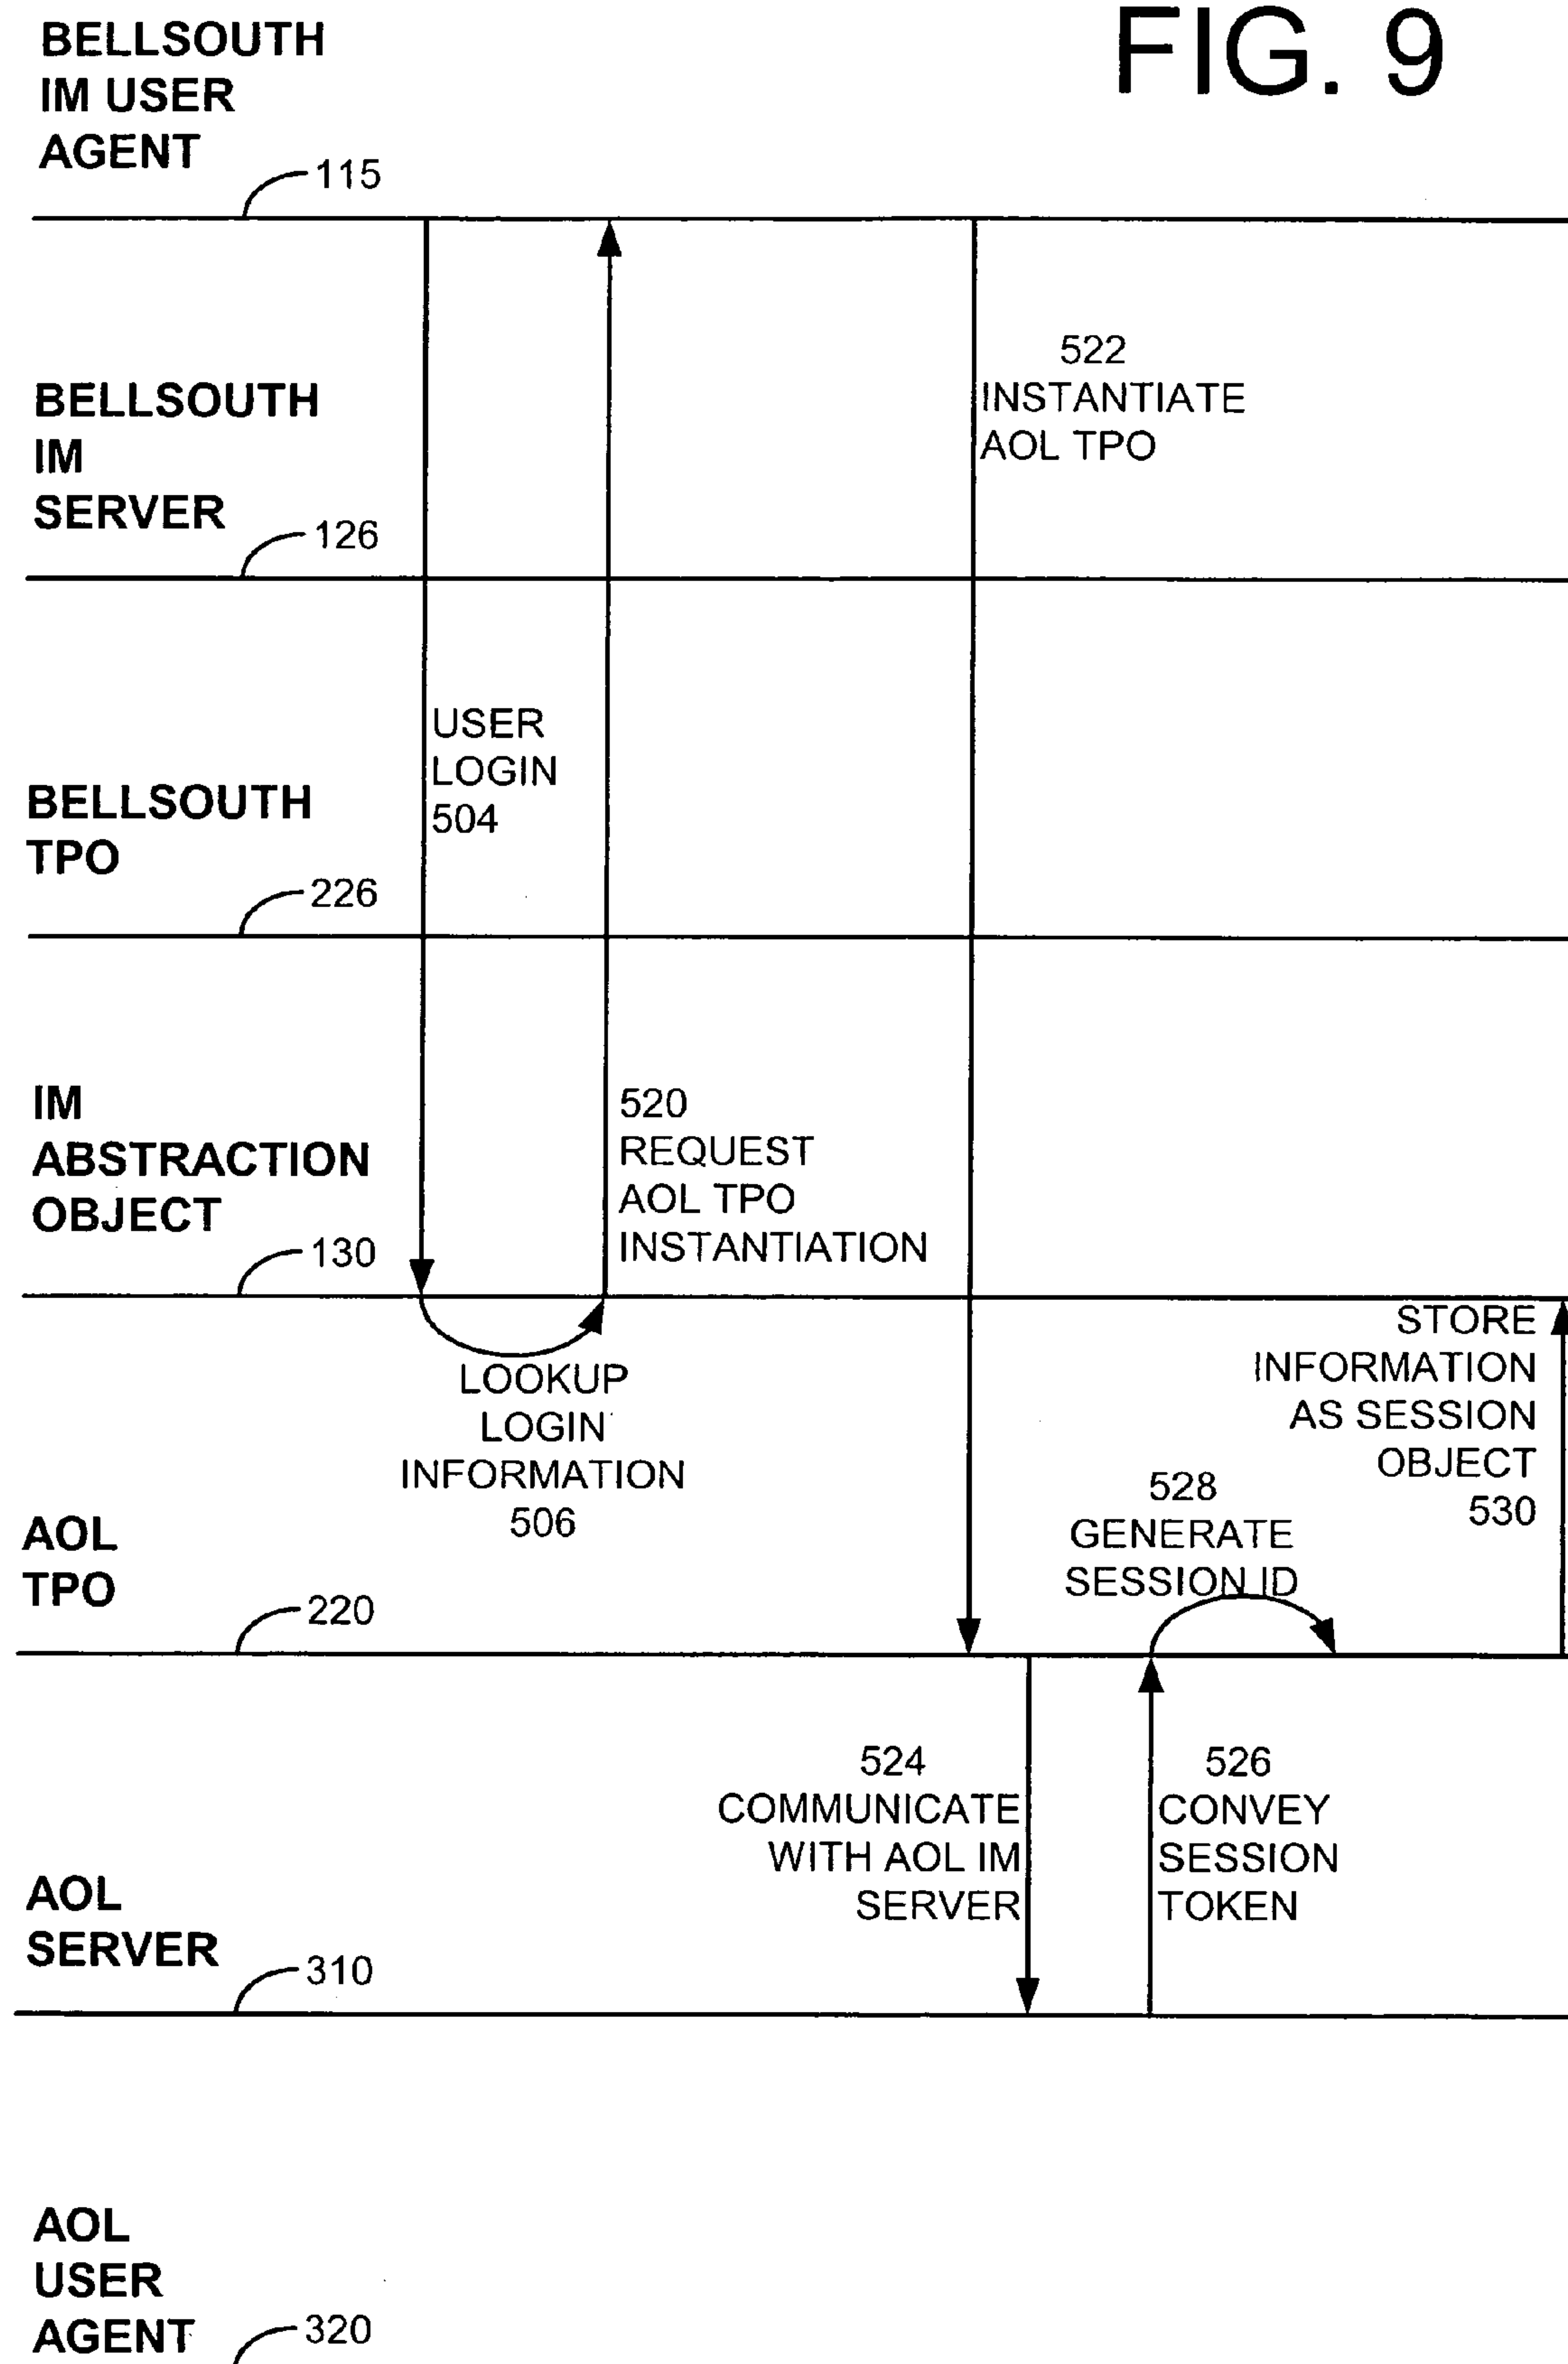 FIG. 9
BELLSOUTH
IM USER
AGENT
115
522
INSTANTIATE
AOL TPO
BELLSOUTH
IM
SERVER
126
USER
LOGIN
504
BELLSOUTH
TPO
226
IM
ABSTRACTION
OBJECT
130
520
REQUEST
AOL TPO
INSTANTIATION
LOOKUP
LOGIN
INFORMATION
506
STORE
INFORMATION
AS SESSION
OBJECT
530
528
GENERATE
SESSION ID
AOL
TPO
220
524
COMMUNICATE
WITH AOL IM
SERVER
526
CONVEY
SESSION
TOKEN
AOL
SERVER
310
AOL
USER
AGENT
320